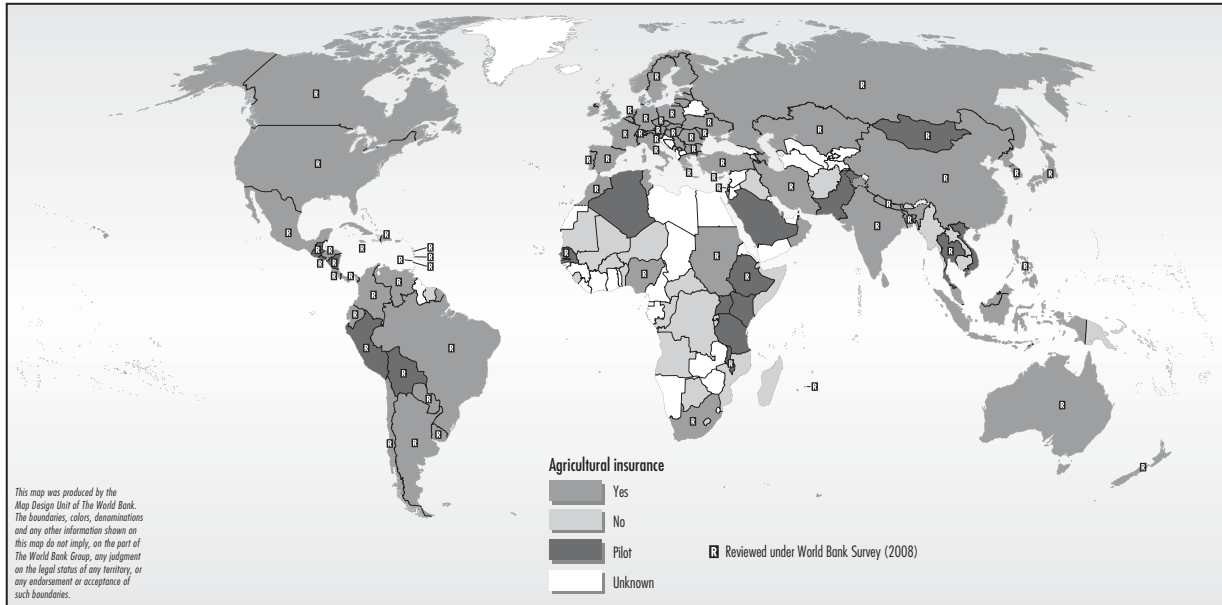 This map was produced by the
Map Design Unit of The World Bank.
The boundaries, colors, denominations
and any other information shown on
this map do not imply, on the part of
The World Bank Group, any judgment
on the legal status of any territory, or
any endorsement or acceptance of
such boundaries.
Agricultural insurance
Yes
No
Pilot
Unknown
R Reviewed under World Bank Survey (2008)